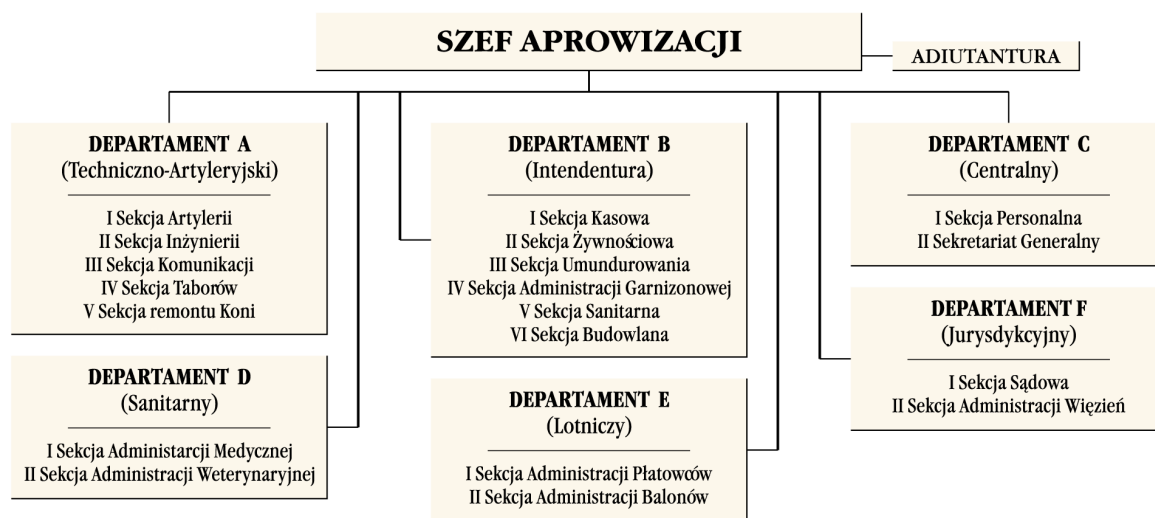 SZEF APROWIZACJI
ADIUTANTURA
DEPARTAMENT A
(Techniczno-Artyleryjski)
I Sekcja Artylerii
II Sekcja Inżynierii
III Sekcja Komunikacji
IV Sekcja Taborów
V Sekcja remontu Koni
DEPARTAMENT B
(Intendentura)
I Sekcja Kasowa
II Sekcja Żywnościowa
III Sekcja Umundurowania
IV Sekcja Administracji Garnizonowej
V Sekcja Sanitarna
VI Sekcja Budowlana
DEPARTAMENT C
(Centralny)
I Sekcja Personalna
II Sekretariat Generalny
DEPARTAMENT D
(Sanitarny)
I Sekcja Administarcji Medycznej
II Sekcja Administracji Weterynaryjnej
DEPARTAMENT E
(Lotniczy)
I Sekcja Administracji Płatowców
II Sekcja Administracji Balonów
DEPARTAMENT F
(Jurysdykcyjny)
I Sekcja Sądowa
II Sekcja Administracji Więzień